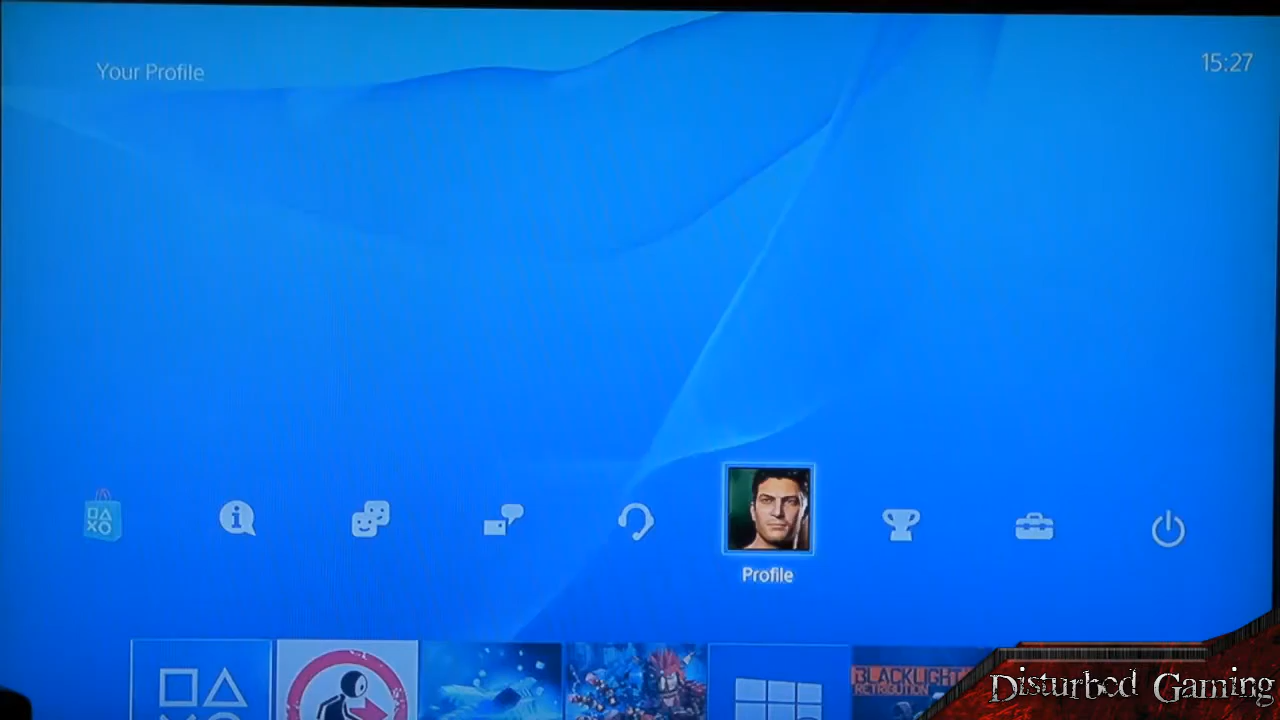 Your Profile
15:27
Profile
BLACKLIGHT
RETRIBUTION
Disturbed Gaming